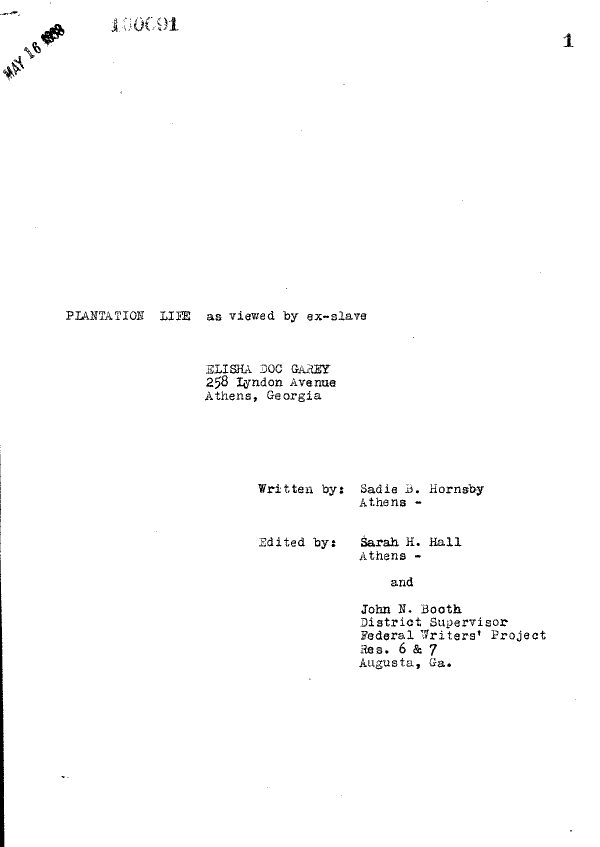 MAY 16 1938
100091
1
PLANTATION LIFE as viewed by ex-slave
ELISHA DOC GAREY
258 Lyndon Avenue
Athens, Georgia
Written by: Sadie B. Hornsby
Athens -
Edited by: Sarah H. Hall
Athens -
and
John N. Booth
District Supervisor
Federal Writers' Project
Res. 6 & 7
Augusta, Ga.